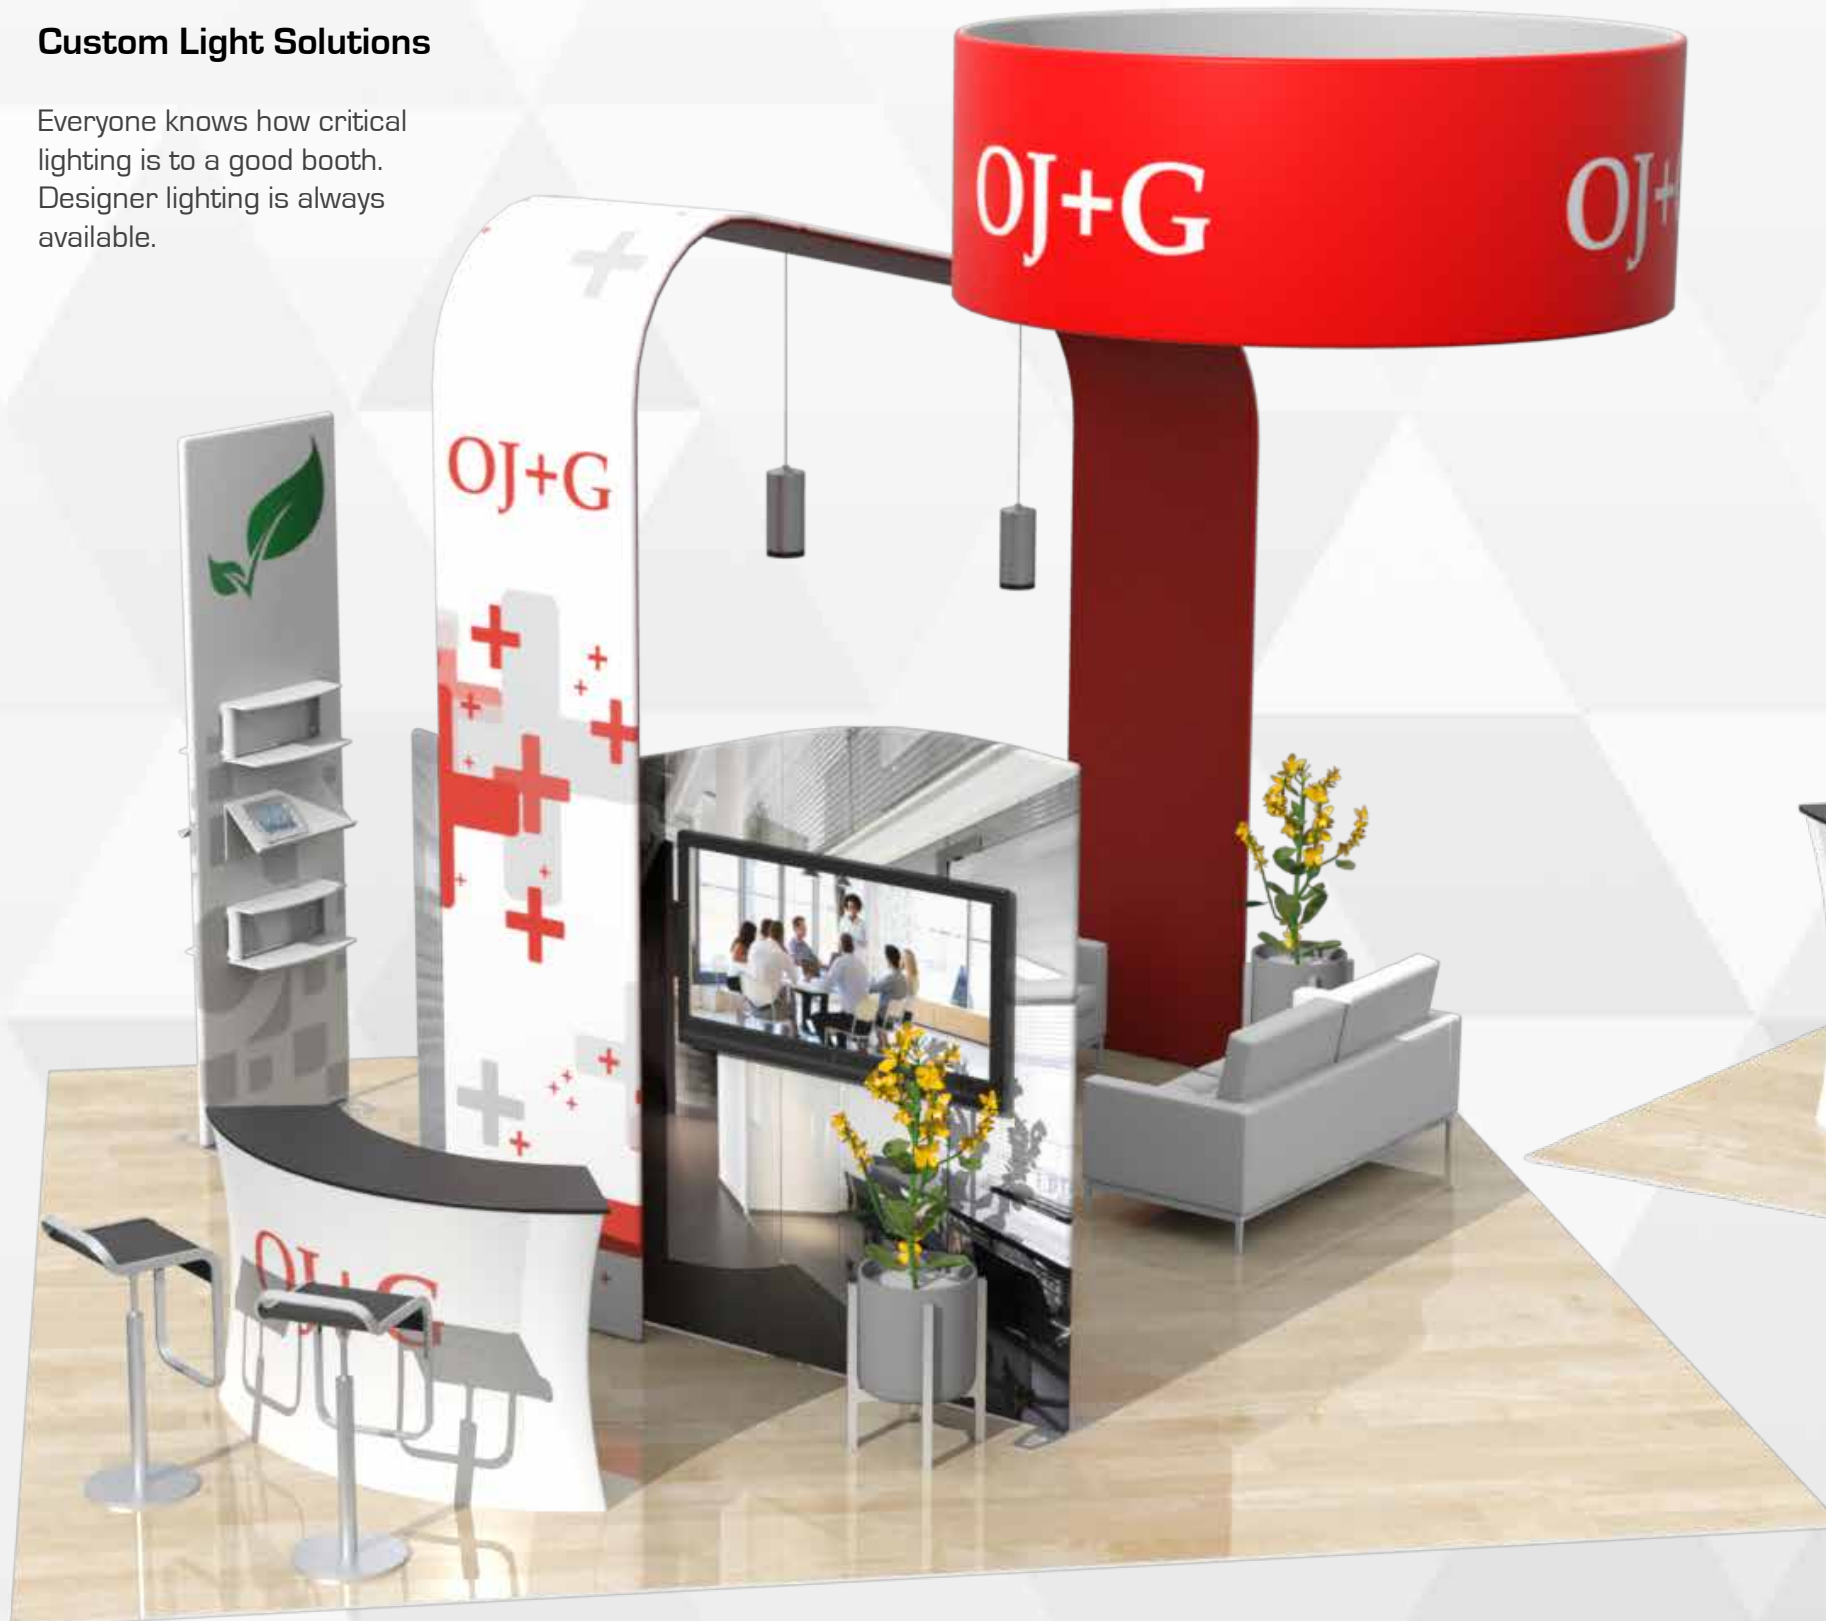 Custom Light Solutions
Everyone knows how critical
lighting is to a good booth.
Designer lighting is always
available.
OJ+G
OJ+
OJ+G
OJ+G